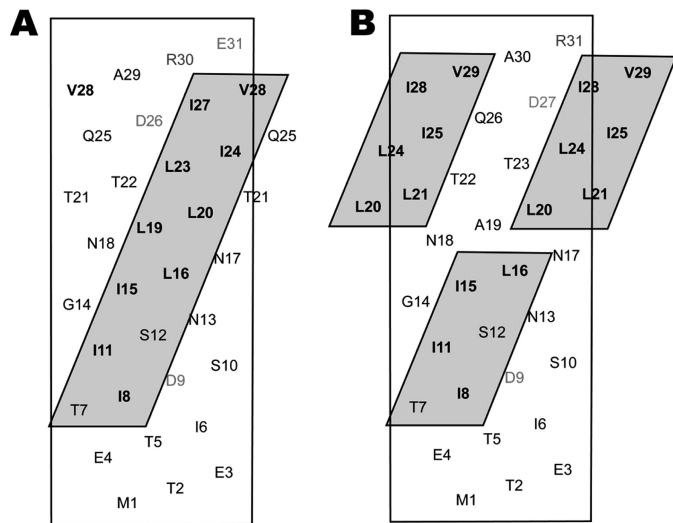 A
E31
R30
A29
V28
V28
I27
D26
Q25
Q25
I24
L23
T22
T21
T21
L20
L19
N18
N17
L16
I15
G14
N13
S12
I11
S10
D9
I8
T7
I6
T5
E4
E3
T2
M1
B
R31
A30
V29
V29
I28
I28
D27
Q26
I25
I25
L24
L24
T23
T22
L21
L21
L20
L20
A19
N18
N17
L16
I15
G14
N13
S12
I11
S10
D9
I8
T7
I6
T5
E4
E3
T2
M1